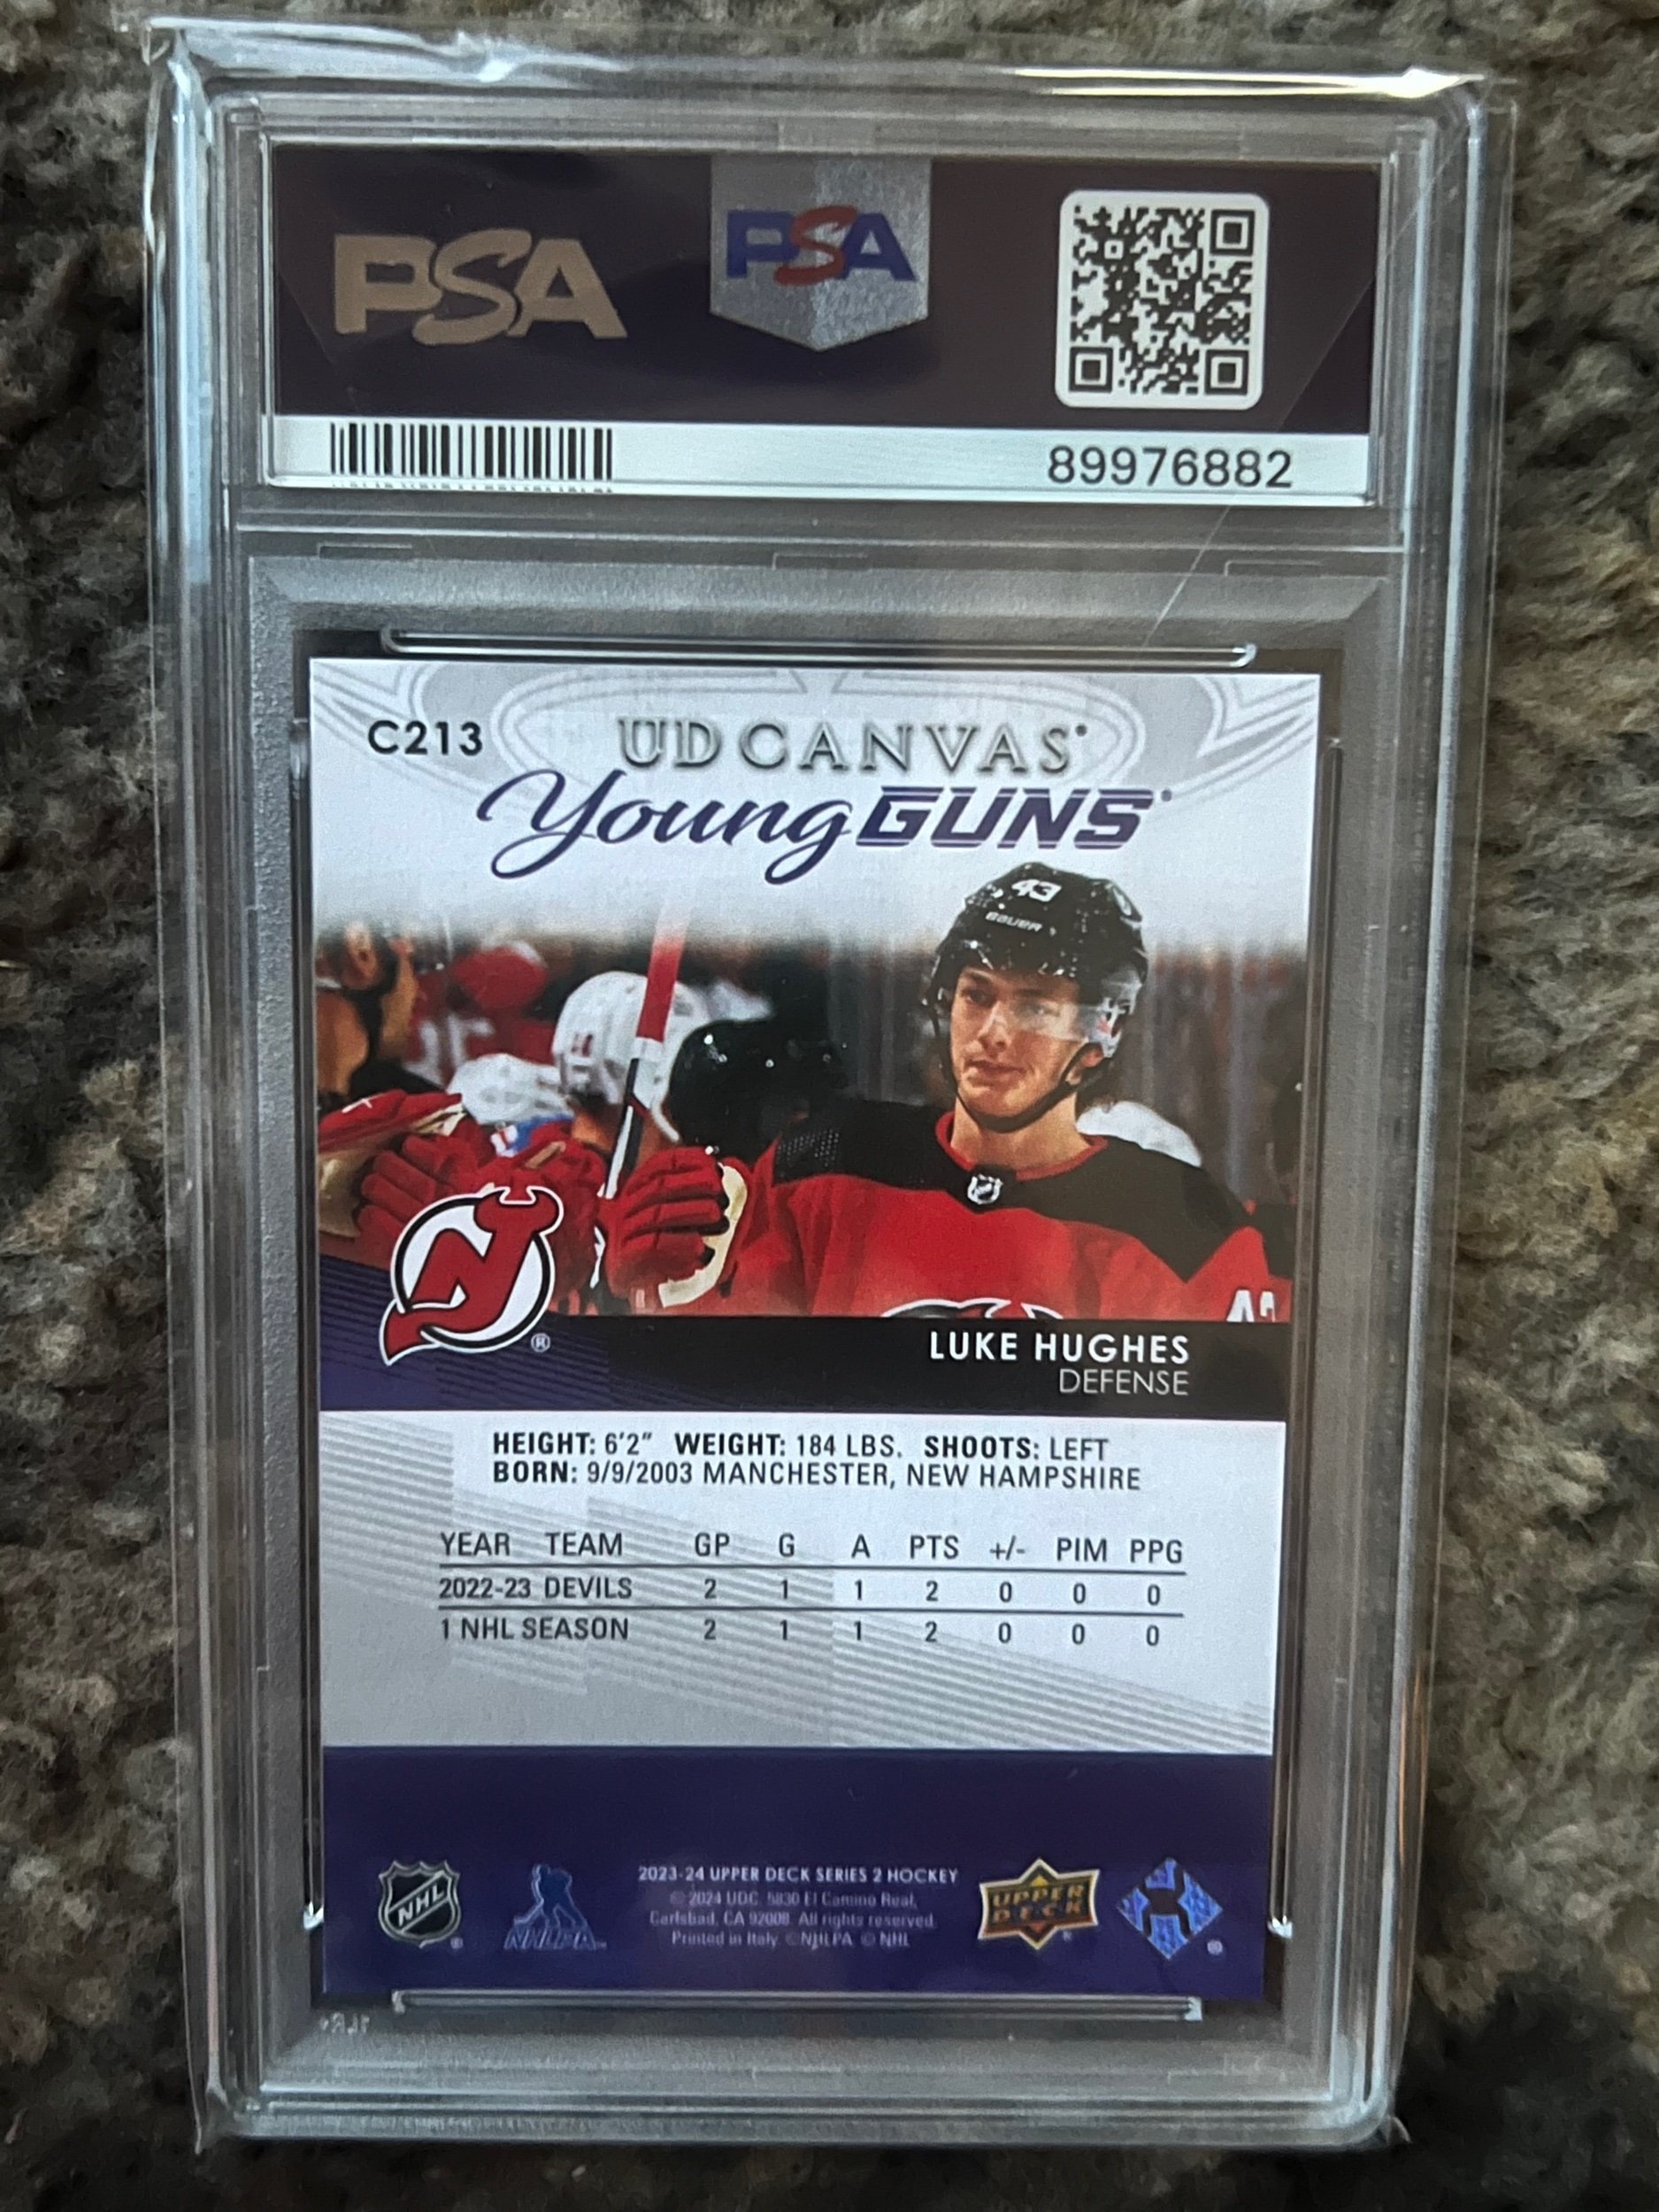 PSA
PSA
89976882
C213
UD CANVAS
Young GUNS
43
BAUER
LUKE HUGHES
DEFENSE
HEIGHT: 6'2" WEIGHT: 184 LBS. SHOOTS: LEFT
BORN: 9/9/2003 MANCHESTER, NEW HAMPSHIRE
YEAR TEAM GP G A PTS +/- PIM PPG
2022-23 DEVILS 2 1 1 2 0 0 0
1 NHL SEASON 2 1 1 2 0 0 0
2023-24 UPPER DECK SERIES 2 HOCKEY
© 2024 UDC. 5830 El Camino Real,
Carlsbad, CA 92008. All rights reserved.
Printed in Italy ©NHLPA © NHL
NHL
NHLPA
UPPER
DECK